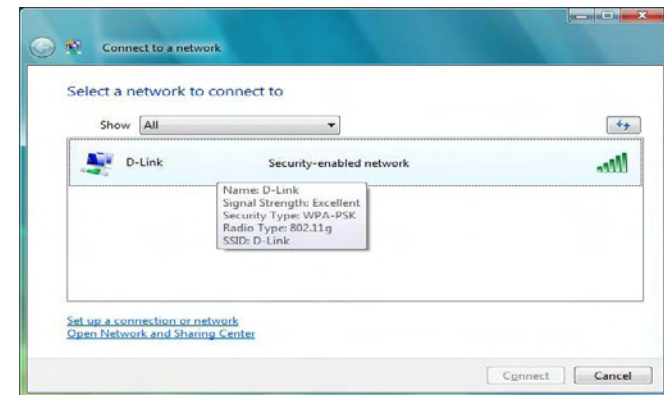 Connect to a network
Select a network to connect to
Show All
D-Link Security-enabled network
Name: D-Link
Signal Strength: Excellent
Security Type: WPA-PSK
Radio Type: 802.11g
SSID: D-Link
Set up a connection or network
Open Network and Sharing Center
Connect Cancel